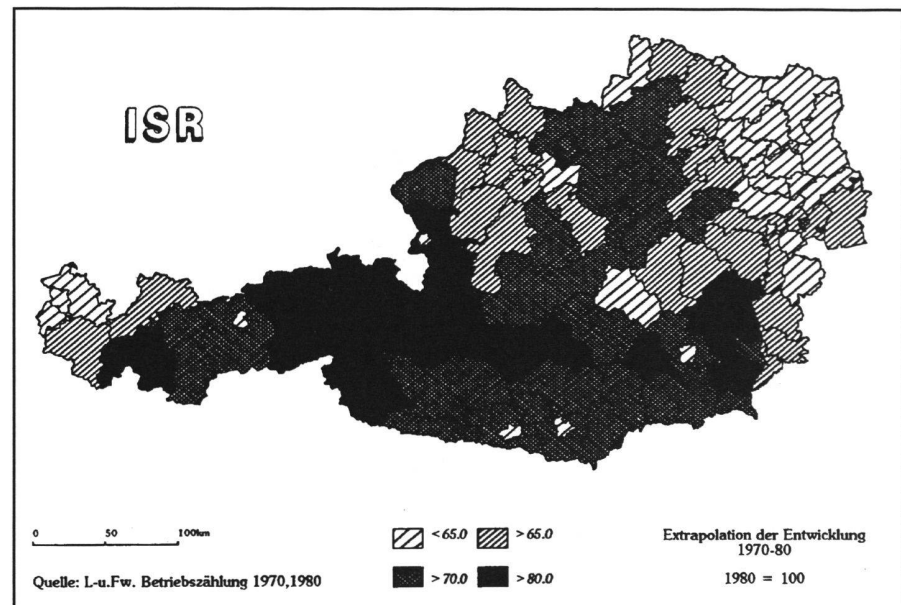 ISR
0 50 100km
Quelle: L-u.Fw. Betriebszählung 1970,1980
< 65.0 > 65.0
> 70.0 > 80.0
Extrapolation der Entwicklung
1970-80
1980 = 100